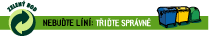 ZELENÝ BOD
NEBUĎTE LÍNÍ: TŘIĎTE SPRÁVNĚ